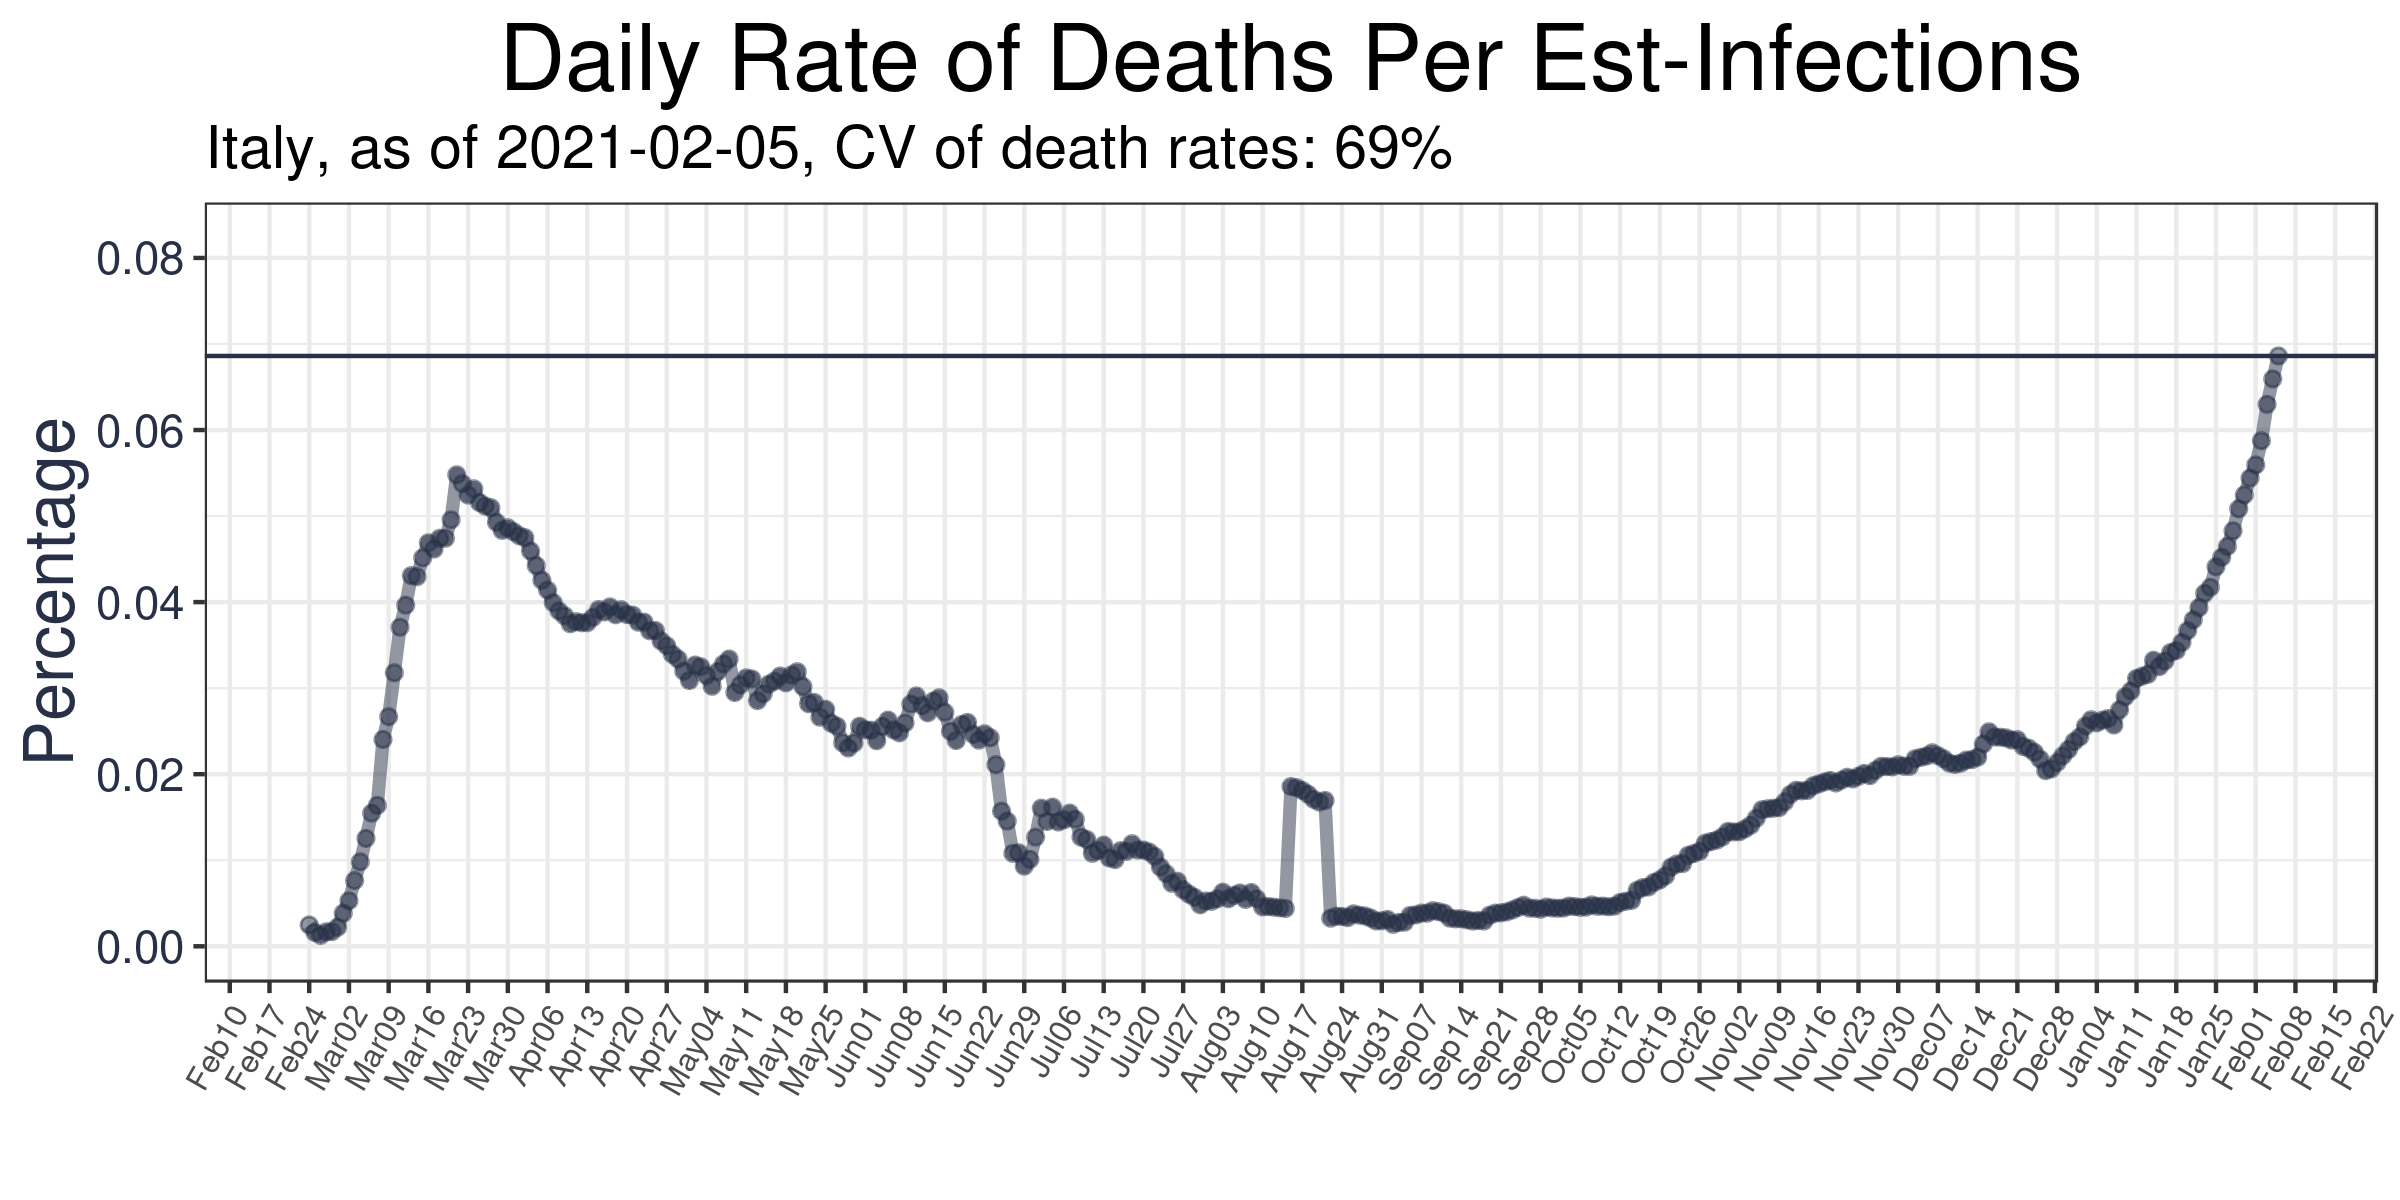 Daily Rate of Deaths Per Est-Infections
Italy, as of 2021-02-05, CV of death rates: 69%
Percentage
0.08
0.06
0.04
0.02
0.00
Feb10
Feb17
Feb24
Mar02
Mar09
Mar16
Mar23
Mar30
Apr06
Apr13
Apr20
Apr27
May04
May11
May18
May25
Jun01
Jun08
Jun15
Jun22
Jun29
Jul06
Jul13
Jul20
Jul27
Aug03
Aug10
Aug17
Aug24
Aug31
Sep07
Sep14
Sep21
Sep28
Oct05
Oct12
Oct19
Oct26
Nov02
Nov09
Nov16
Nov23
Nov30
Dec07
Dec14
Dec21
Dec28
Jan04
Jan11
Jan18
Jan25
Feb01
Feb08
Feb15
Feb22